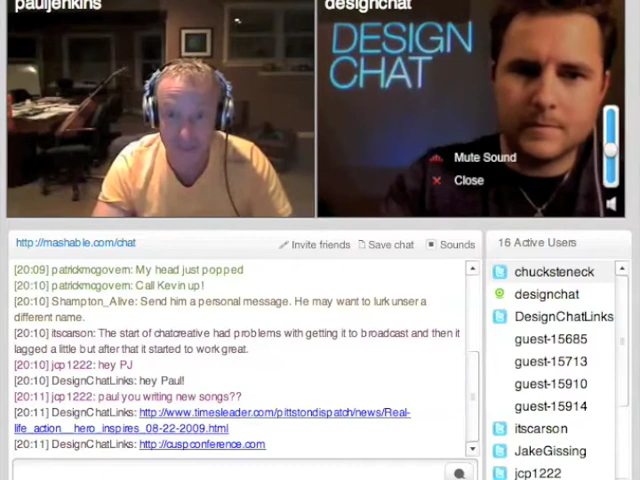 pauljenkins
designchat
DESIGN
CHAT
Mute Sound
Close
http://mashable.com/chat
Invite friends
Save chat
Sounds
16 Active Users
[20:09] patrickmcgovern: My head just popped
[20:10] patrickmcgovern: Call Kevin up!
[20:10] Shampton_Alive: Send him a personal message. He may want to lurk unser a
different name.
[20:10] itscarson: The start of chatcreative had problems with getting it to broadcast and then it
lagged a little but after that it started to work great.
[20:10] jcp1222: hey PJ
[20:10] DesignChatLinks: hey Paul!
[20:11] jcp1222: paul you writing new songs??
[20:11] DesignChatLinks: http://www.timesleader.com/pittstondispatch/news/Real-
life_action__hero_inspires_08-22-2009.html
[20:11] DesignChatLinks: http://cuspconference.com
chucksteneck
designchat
DesignChatLinks
guest-15685
guest-15713
guest-15910
guest-15914
itscarson
JakeGissing
jcp1222